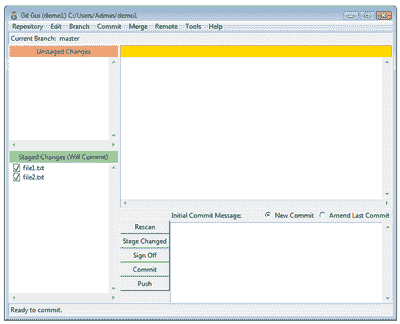 Git Gui (demo1) C:/Users/Admin/demo1
Repository Edit Branch Commit Merge Remote Tools Help
Current Branch: master
Unstaged Changes
Staged Changes (Will Commit)
file1.txt
file2.txt
Initial Commit Message: New Commit Amend Last Commit
Rescan
Stage Changed
Sign Off
Commit
Push
Ready to commit.